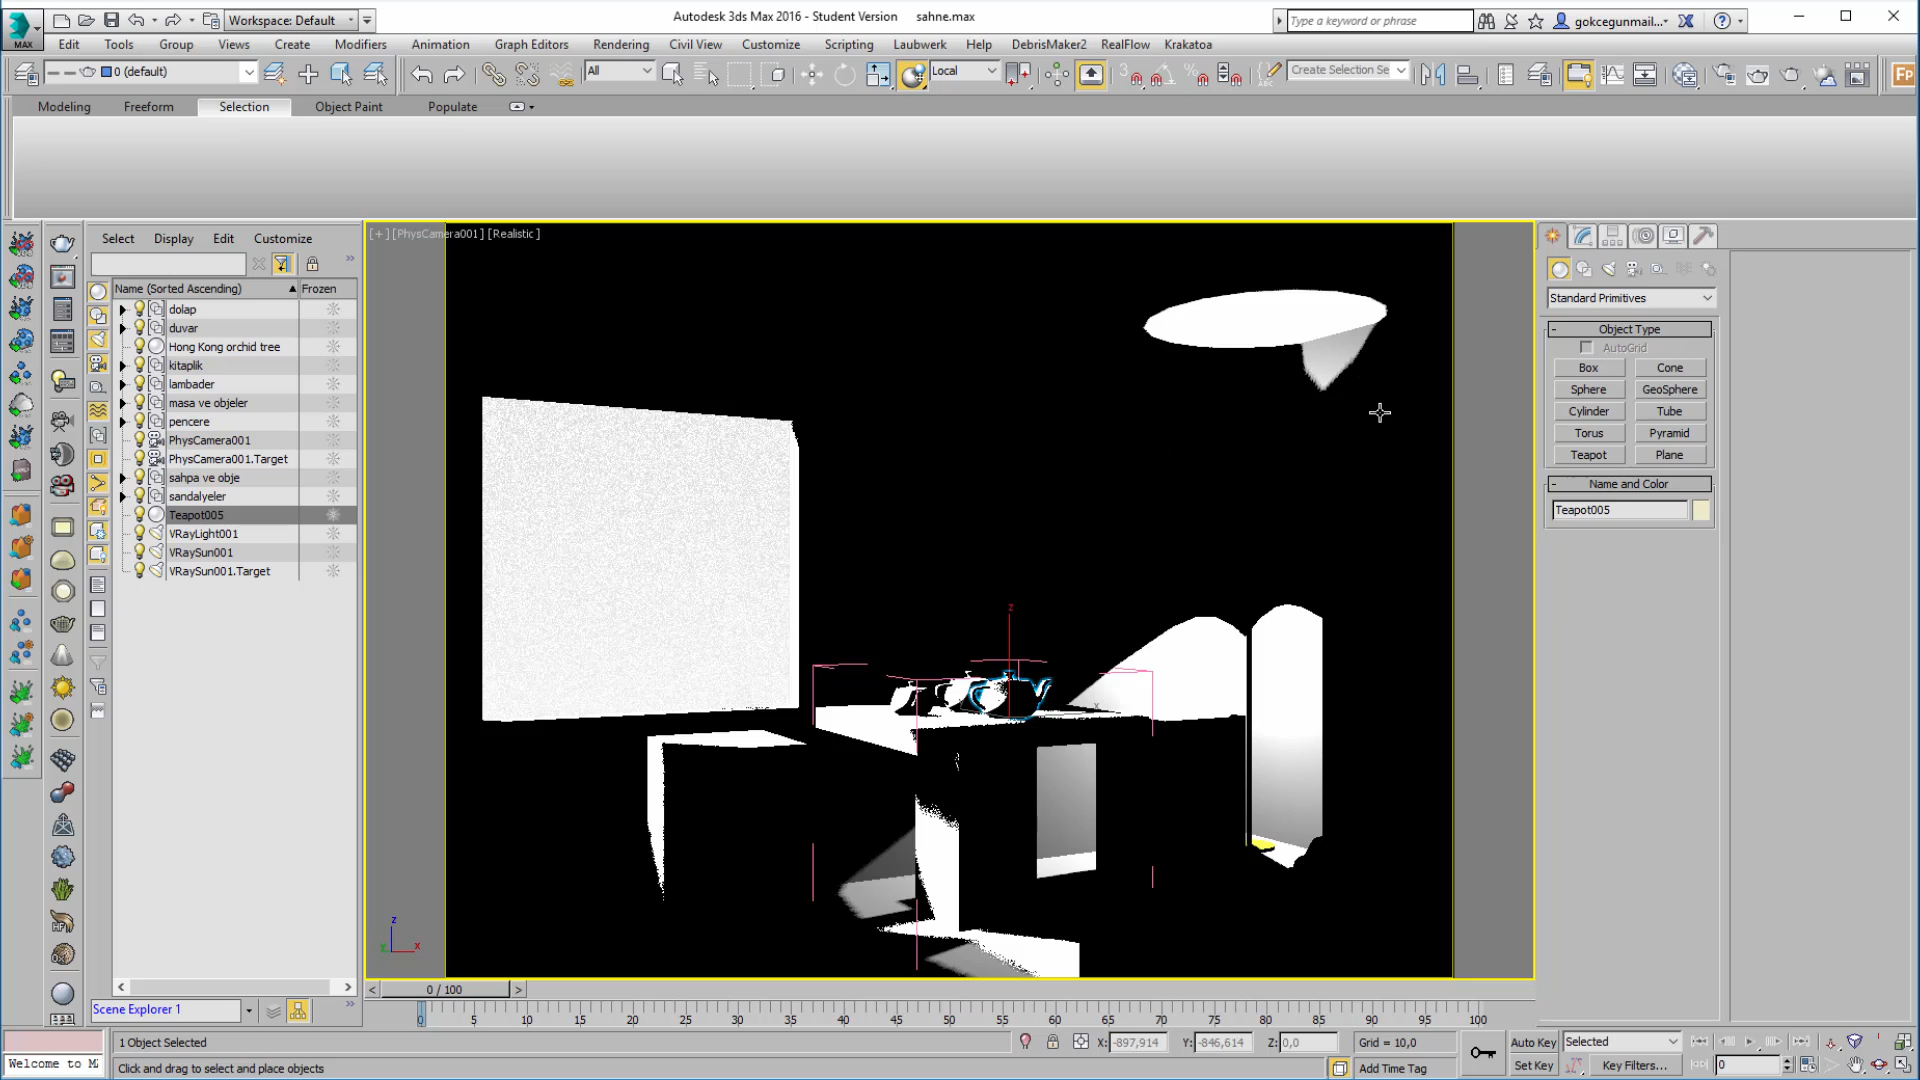 Workspace: Default
Autodesk 3ds Max 2016 - Student Version sahne.max
Type a keyword or phrase
gokcegunmail...
MAX
Edit Tools Group Views Create Modifiers Animation Graph Editors Rendering Civil View Customize Scripting Laubwerk Help DebrisMaker2 RealFlow Krakatoa
0 (default)
All
Local
Create Selection Se
Fp
Modeling Freeform Selection Object Paint Populate
Select Display Edit Customize
Name (Sorted Ascending) Frozen
dolap
duvar
Hong Kong orchid tree
kitaplik
lambader
masa ve objeler
pencere
PhysCamera001
PhysCamera001.Target
sahpa ve obje
sandalyeler
Teapot005
VRayLight001
VRaySun001
VRaySun001.Target
[+] [PhysCamera001] [Realistic]
z
x
z
x
Standard Primitives
- Object Type
AutoGrid
Box Cone
Sphere GeoSphere
Cylinder Tube
Torus Pyramid
Teapot Plane
- Name and Color
Teapot005
Scene Explorer 1
< 0 / 100 >
0 5 10 15 20 25 30 35 40 45 50 55 60 65 70 75 80 85 90 95 100
1 Object Selected
X: -897,914 Y: -846,614 Z: 0,0 Grid = 10,0
Auto Key Selected
Welcome to M
Click and drag to select and place objects
Add Time Tag
Set Key Key Filters... 0